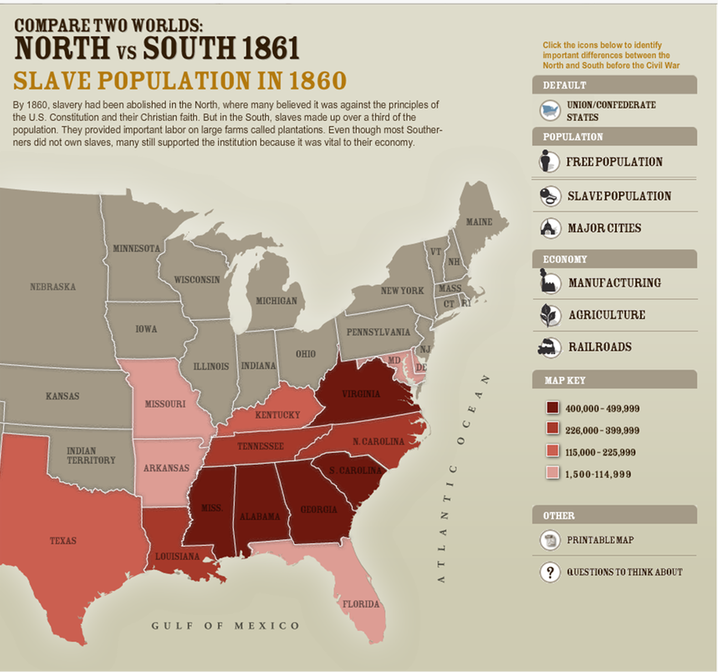 COMPARE TWO WORLDS:
NORTH VS SOUTH 1861
SLAVE POPULATION IN 1860
By 1860, slavery had been abolished in the North, where many believed it was against the principles of
the U.S. Constitution and their Christian faith. But in the South, slaves made up over a third of the
population. They provided important labor on large farms called plantations. Even though most Souther-
ners did not own slaves, many still supported the institution because it was vital to their economy.
Click the icons below to identify
important differences between the
North and South before the Civil War
DEFAULT
UNION/CONFEDERATE
STATES
POPULATION
FREE POPULATION
SLAVE POPULATION
MAJOR CITIES
ECONOMY
MANUFACTURING
AGRICULTURE
RAILROADS
MAP KEY
400,000-499,999
226,000-399,999
115,000-225,999
1,500-114,999
OTHER
PRINTABLE MAP
QUESTIONS TO THINK ABOUT
MAINE
VT
NH
MINNESOTA
WISCONSIN
MICHIGAN
NEW YORK
MASS
CT
RI
NEBRASKA
IOWA
PENNSYLVANIA
NJ
ILLINOIS
INDIANA
OHIO
MD
DE
KANSAS
MISSOURI
VIRGINIA
KENTUCKY
INDIAN
TERRITORY
ARKANSAS
TENNESSEE
N.CAROLINA
S.CAROLINA
MISS.
ALABAMA
GEORGIA
TEXAS
LOUISIANA
FLORIDA
ATLANTIC OCEAN
GULF OF MEXICO